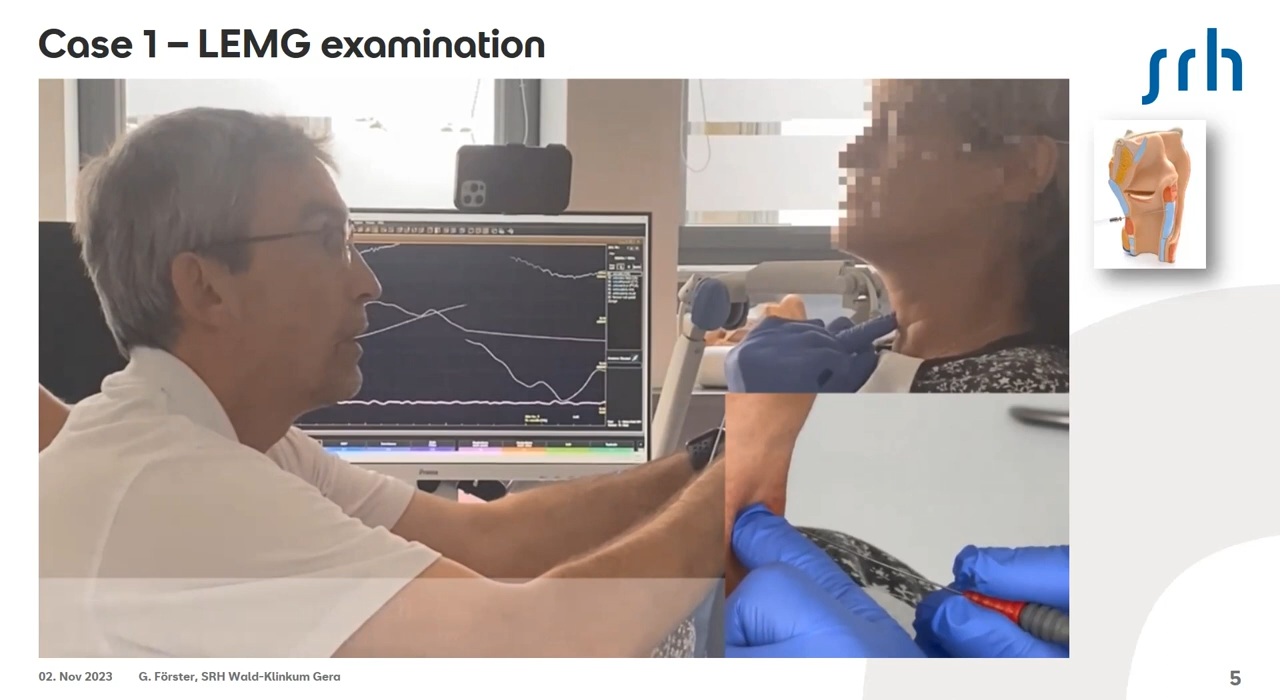 Case 1 – LEMG examination
srh
02. Nov 2023 G. Förster, SRH Wald-Klinikum Gera
5